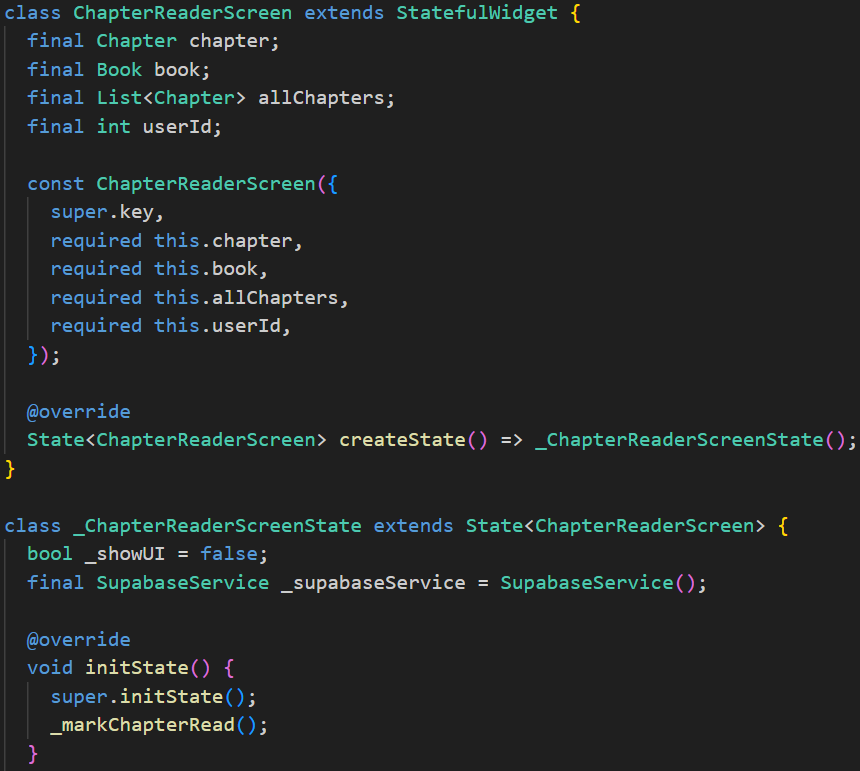 class ChapterReaderScreen extends StatefulWidget {
  final Chapter chapter;
  final Book book;
  final List<Chapter> allChapters;
  final int userId;

  const ChapterReaderScreen({
    super.key,
    required this.chapter,
    required this.book,
    required this.allChapters,
    required this.userId,
  });

  @override
  State<ChapterReaderScreen> createState() => _ChapterReaderScreenState();
}

class _ChapterReaderScreenState extends State<ChapterReaderScreen> {
  bool _showUI = false;
  final SupabaseService _supabaseService = SupabaseService();

  @override
  void initState() {
    super.initState();
    _markChapterRead();
  }